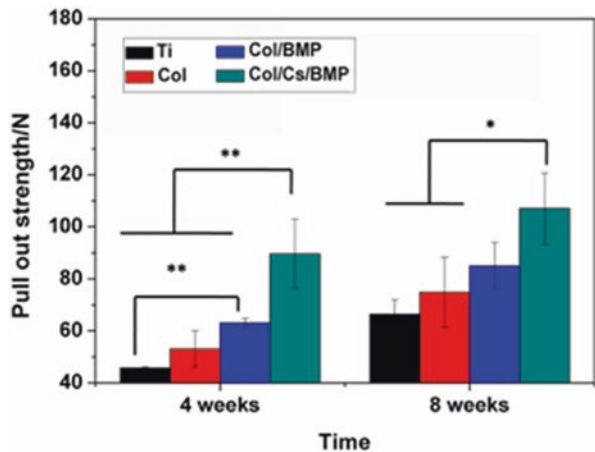 180
160
140
120
100
80
60
40
Pull out strength/N
Ti
Col/BMP
Col
Col/Cs/BMP
**
*
**
4 weeks
8 weeks
Time